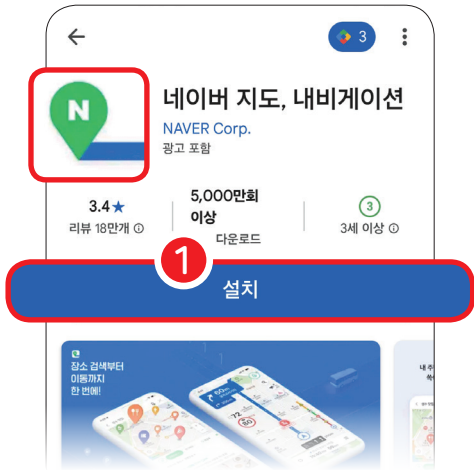 3
네이버 지도, 내비게이션
N
NAVER Corp.
광고 포함
3.4★
리뷰 18만개
5,000만회
이상
다운로드
3
3세 이상
1
설치
장소 검색부터
이동까지
한 번에!
72
80